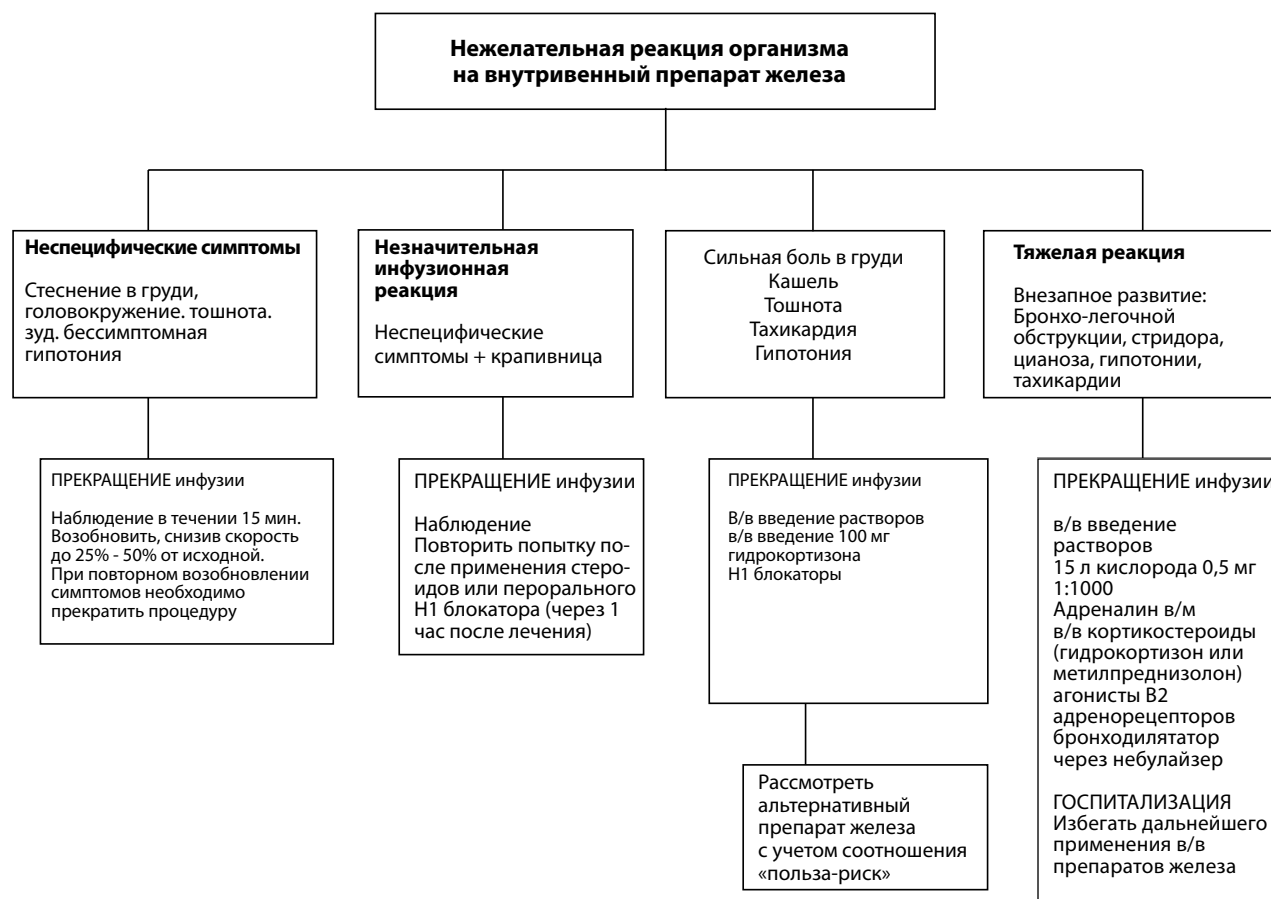 Нежелательная реакция организма
на внутривенный препарат железа
Неспецифические симптомы
Стеснение в груди,
головокружение. тошнота.
зуд. бессимптомная
гипотония
Незначительная
инфузионная
реакция
Неспецифические
симптомы + крапивница
Сильная боль в груди
Кашель
Тошнота
Тахикардия
Гипотония
Тяжелая реакция
Внезапное развитие:
Бронхо-легочной
обструкции, стридора,
цианоза, гипотонии,
тахикардии
ПРЕКРАЩЕНИЕ инфузии
Наблюдение в течении 15 мин.
Возобновить, снизив скорость
до 25% - 50% от исходной.
При повторном возобновлении
симптомов необходимо
прекратить процедуру
ПРЕКРАЩЕНИЕ инфузии
Наблюдение
Повторить попытку по-
сле применения стеро-
идов или перорального
Н1 блокатора (через 1
час после лечения)
ПРЕКРАЩЕНИЕ инфузии
В/в введение растворов
в/в введение 100 мг
гидрокортизона
Н1 блокаторы
Рассмотреть
альтернативный
препарат железа
с учетом соотношения
«польза-риск»
ПРЕКРАЩЕНИЕ инфузии
в/в введение
растворов
15 л кислорода 0,5 мг
1:1000
Адреналин в/м
в/в кортикостероиды
(гидрокортизон или
метилпреднизолон)
агонисты В2
адренорецепторов
бронходилятатор
через небулайзер
ГОСПИТАЛИЗАЦИЯ
Избегать дальнейшего
применения в/в
препаратов железа